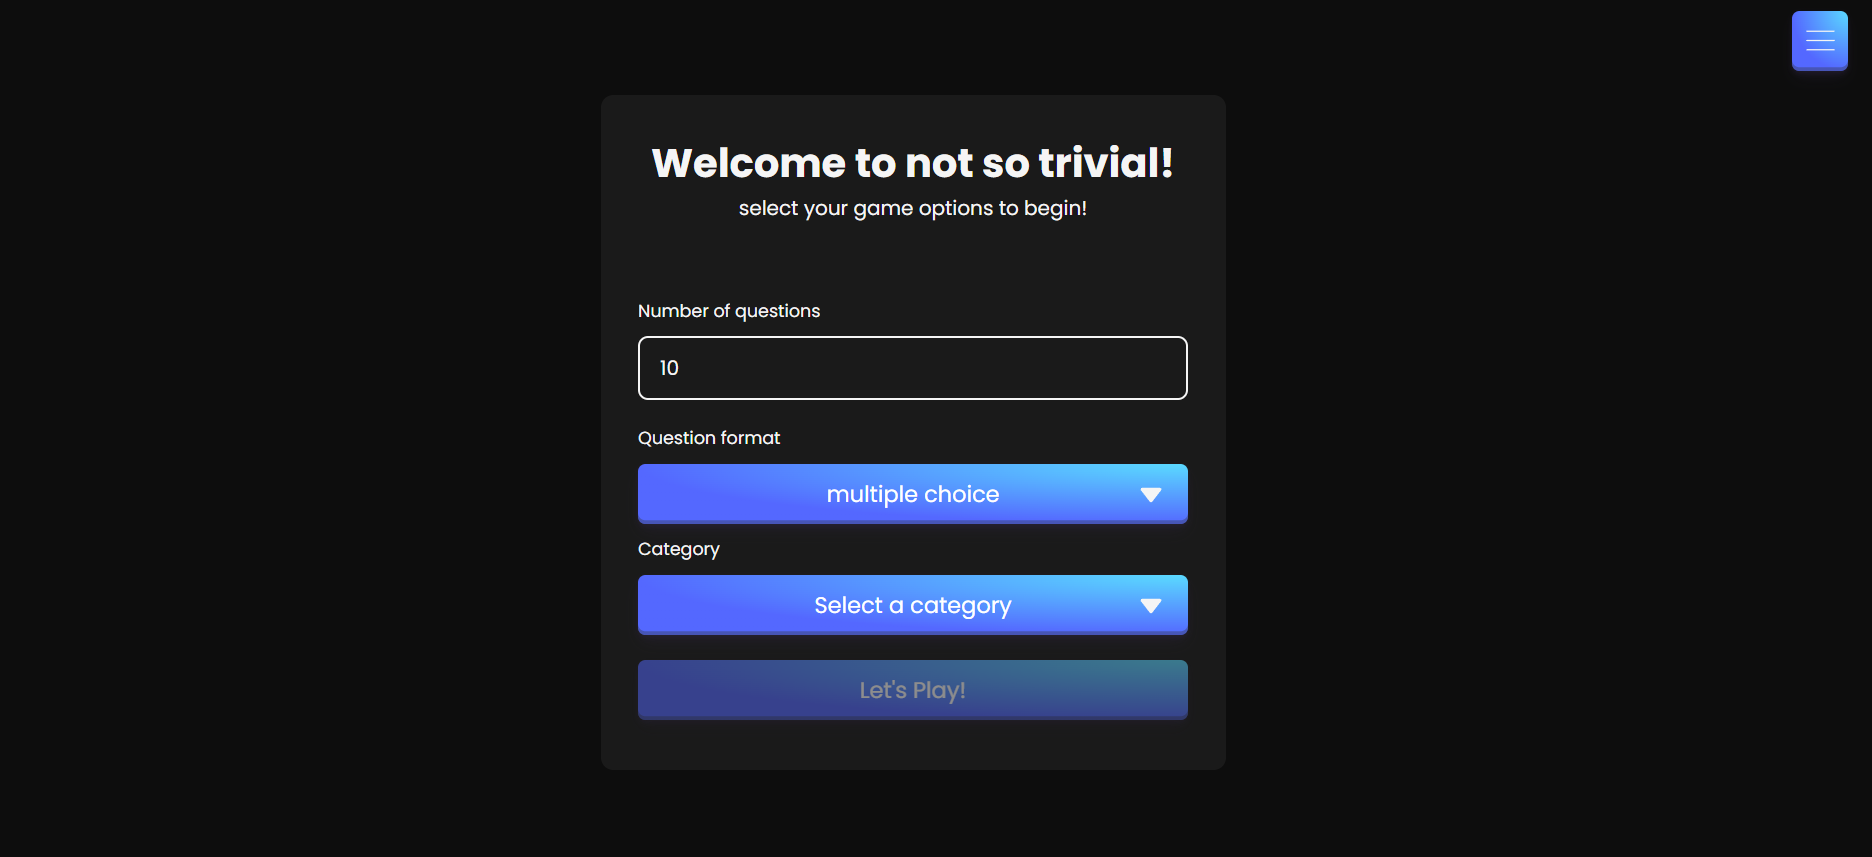 Welcome to not so trivial!
select your game options to begin!
Number of questions
10
Question format
multiple choice
Category
Select a category
Let's Play!